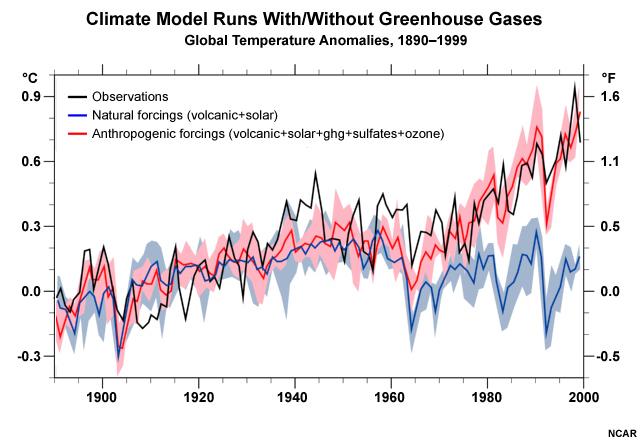 Climate Model Runs With/Without Greenhouse Gases
Global Temperature Anomalies, 1890–1999
°C
°F
Observations
Natural forcings (volcanic+solar)
Anthropogenic forcings (volcanic+solar+ghg+sulfates+ozone)
0.9
1.6
0.6
1.1
0.3
0.5
0.0
0.0
-0.3
-0.5
1900
1920
1940
1960
1980
2000
NCAR